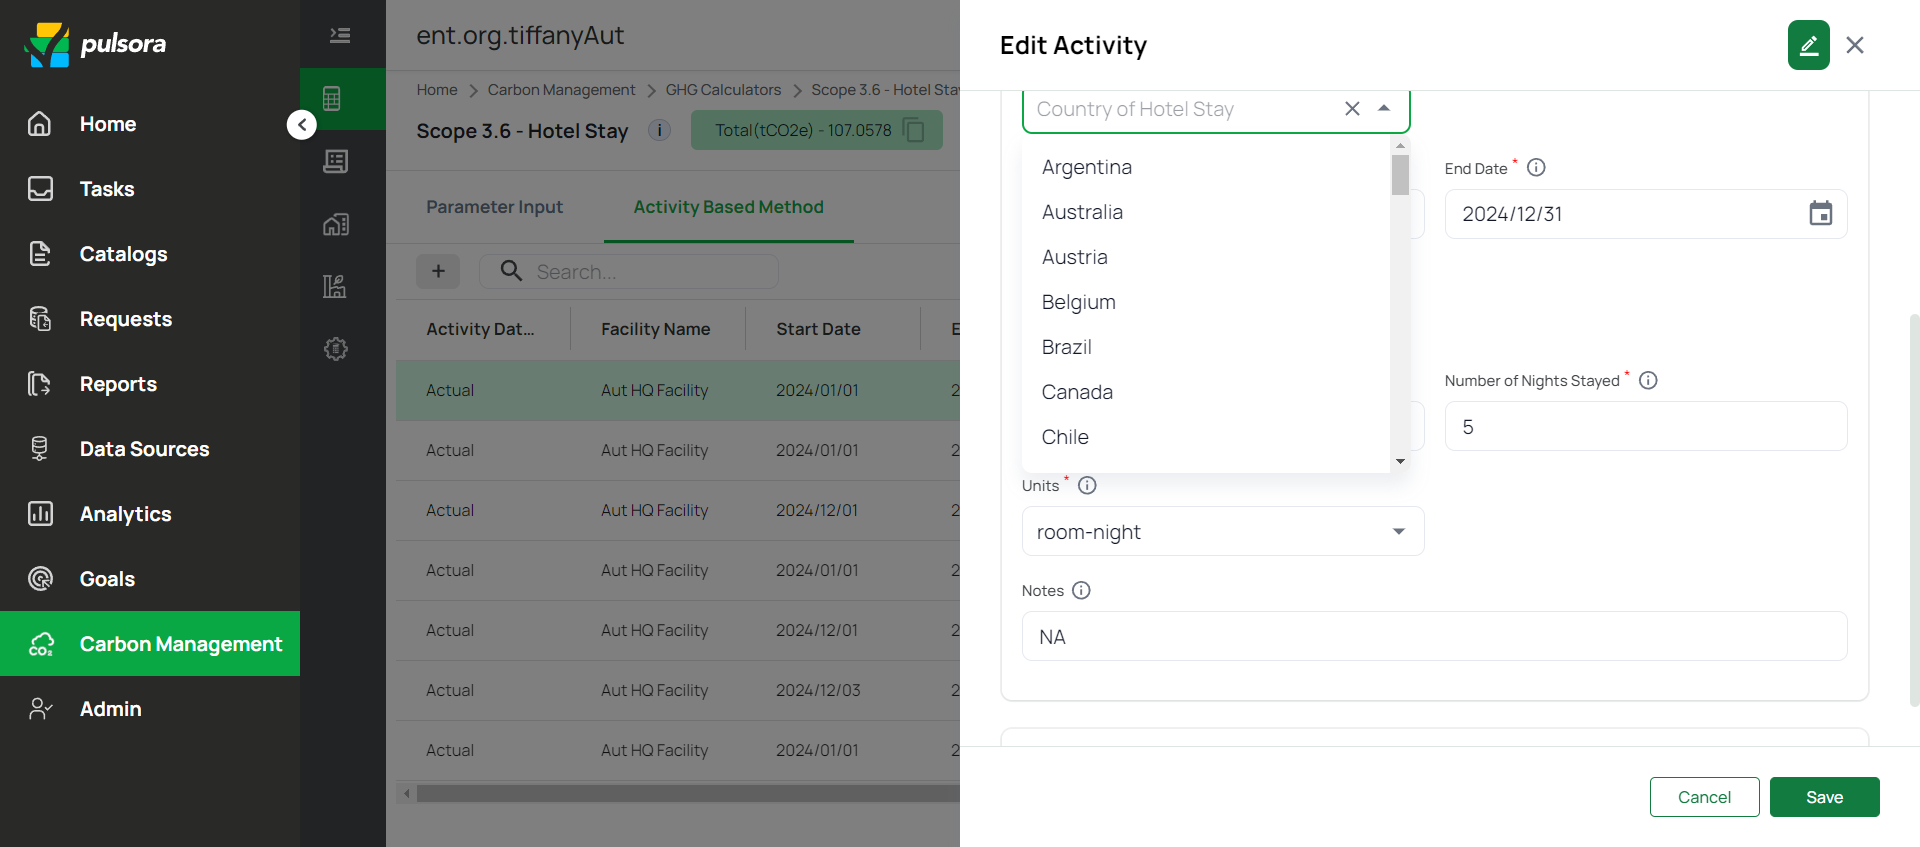 pulsora
Home
Tasks
Catalogs
Requests
Reports
Data Sources
Analytics
Goals
CO₂ Carbon Management
Admin
ent.org.tiffanyAut
Home > Carbon Management > GHG Calculators > Scope 3.6 - Hotel Stay
Scope 3.6 - Hotel Stay i Total(tCO2e) - 107.0578
Parameter Input Activity Based Method
+ Search...
Activity Dat... Facility Name Start Date E
Actual Aut HQ Facility 2024/01/01 2
Actual Aut HQ Facility 2024/01/01 2
Actual Aut HQ Facility 2024/12/01 2
Actual Aut HQ Facility 2024/01/01 2
Actual Aut HQ Facility 2024/12/01 2
Actual Aut HQ Facility 2024/12/03 2
Actual Aut HQ Facility 2024/01/01 2
Edit Activity
Country of Hotel Stay
Argentina
Australia
Austria
Belgium
Brazil
Canada
Chile
End Date *
2024/12/31
Number of Nights Stayed *
5
Units *
room-night
Notes
NA
Cancel Save